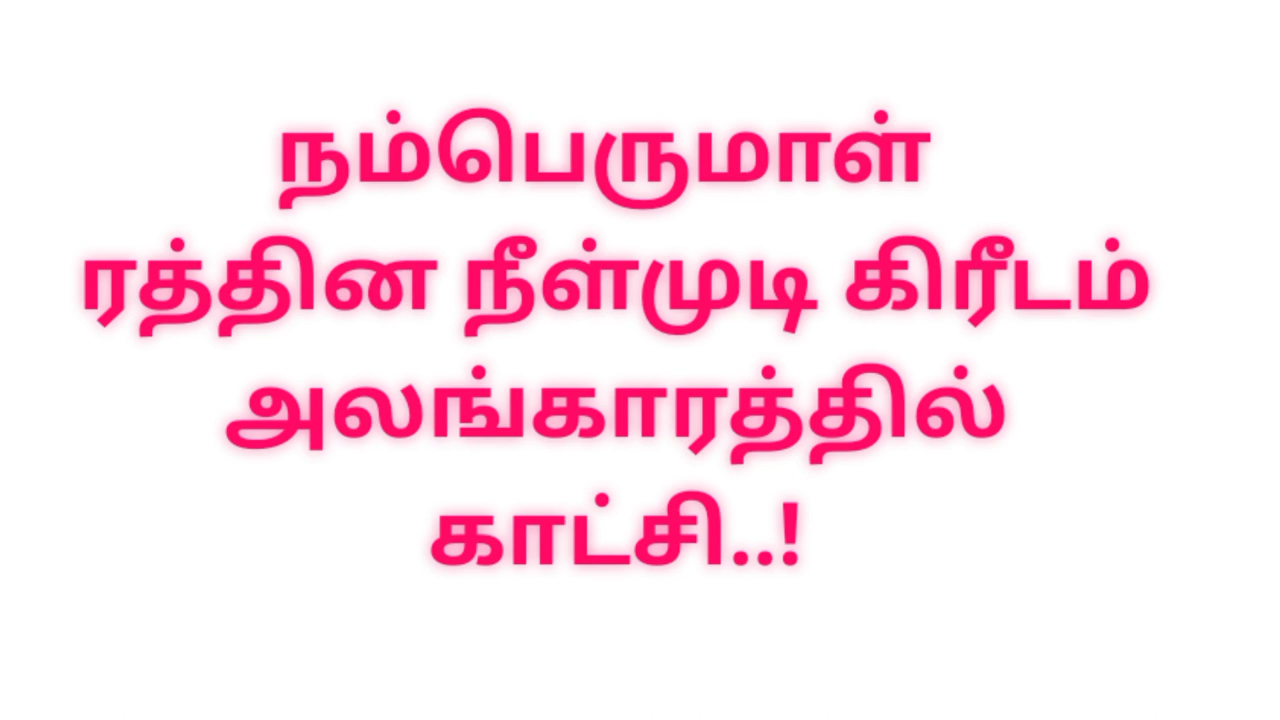 நம்பெருமாள்
ரத்தின நீள்முடி கிரீடம்
அலங்காரத்தில்
காட்சி..!